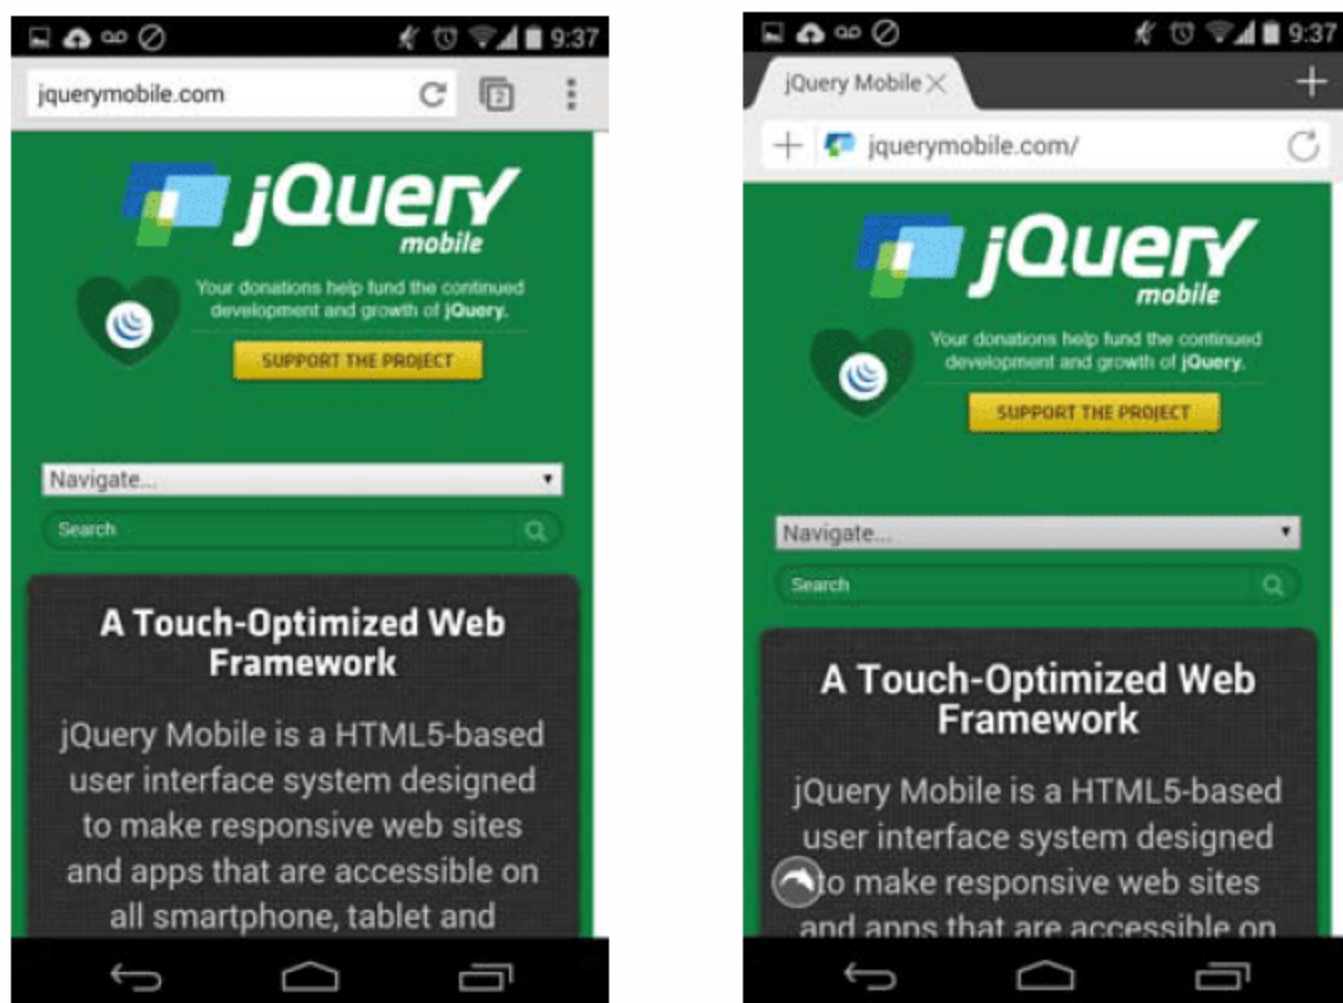 9:37
jquerymobile.com
2
jQuery
mobile
Your donations help fund the continued
development and growth of jQuery.
SUPPORT THE PROJECT
Navigate...
Search
A Touch-Optimized Web
Framework
jQuery Mobile is a HTML5-based
user interface system designed
to make responsive web sites
and apps that are accessible on
all smartphone, tablet and
9:37
jQuery Mobile
jquerymobile.com/
jQuery
mobile
Your donations help fund the continued
development and growth of jQuery.
SUPPORT THE PROJECT
Navigate...
Search
A Touch-Optimized Web
Framework
jQuery Mobile is a HTML5-based
user interface system designed
to make responsive web sites
and apps that are accessible on